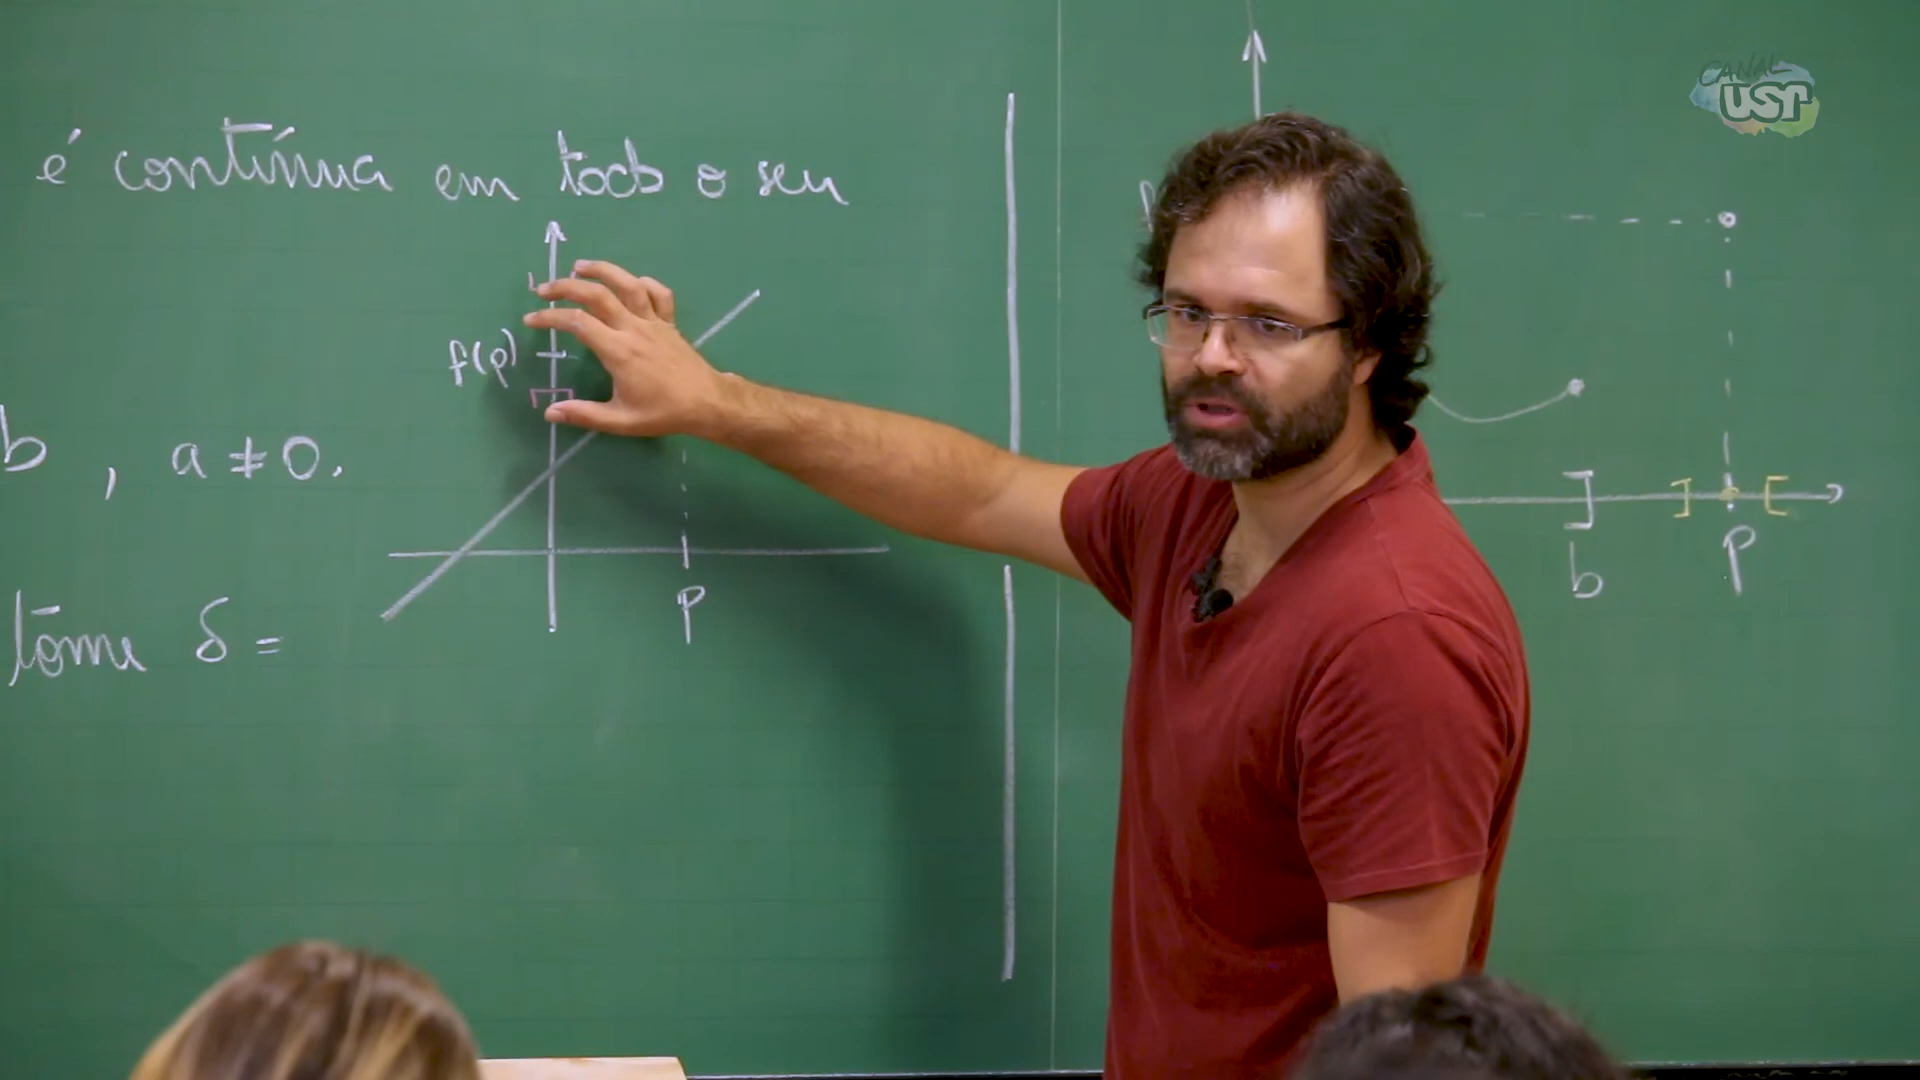 é contínua em todo o seu
f(p)
b, a ≠ 0.
p
tome δ =
b
p
CANAL
USP